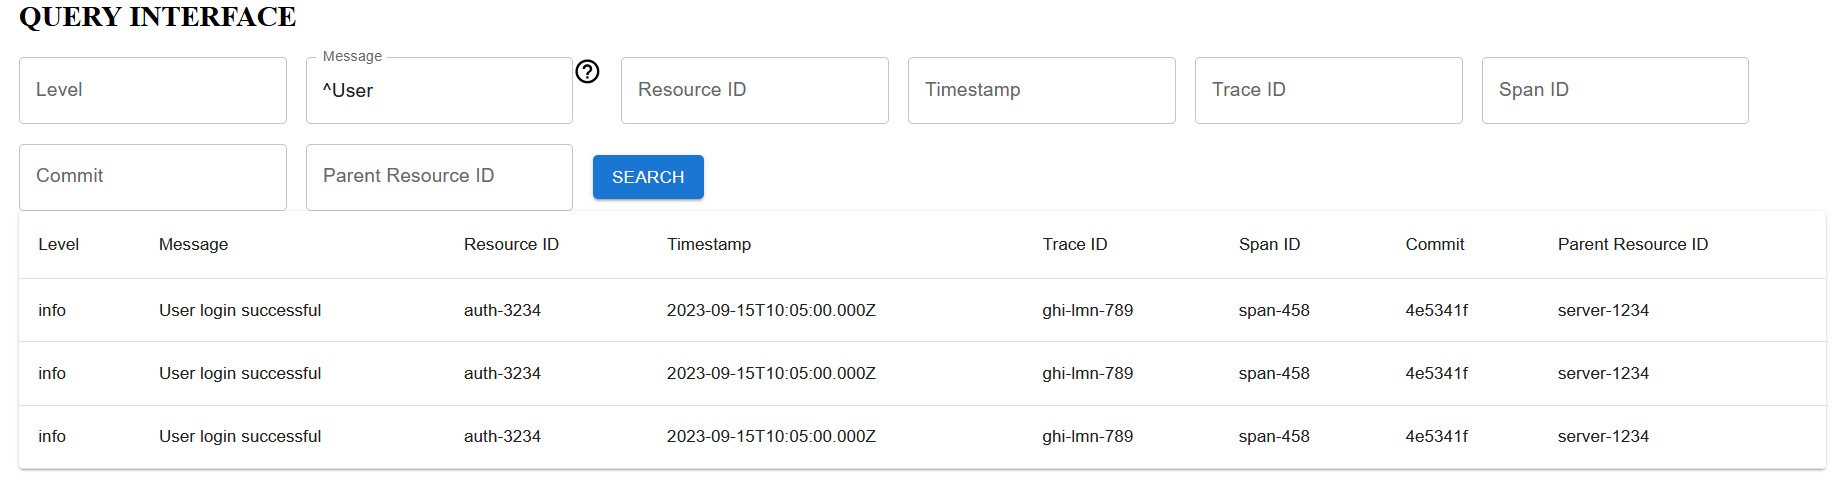 QUERY INTERFACE
Message
Level ^User Resource ID Timestamp Trace ID Span ID
Commit Parent Resource ID SEARCH
Level Message Resource ID Timestamp Trace ID Span ID Commit Parent Resource ID
info User login successful auth-3234 2023-09-15T10:05:00.000Z ghi-lmn-789 span-458 4e5341f server-1234
info User login successful auth-3234 2023-09-15T10:05:00.000Z ghi-lmn-789 span-458 4e5341f server-1234
info User login successful auth-3234 2023-09-15T10:05:00.000Z ghi-lmn-789 span-458 4e5341f server-1234